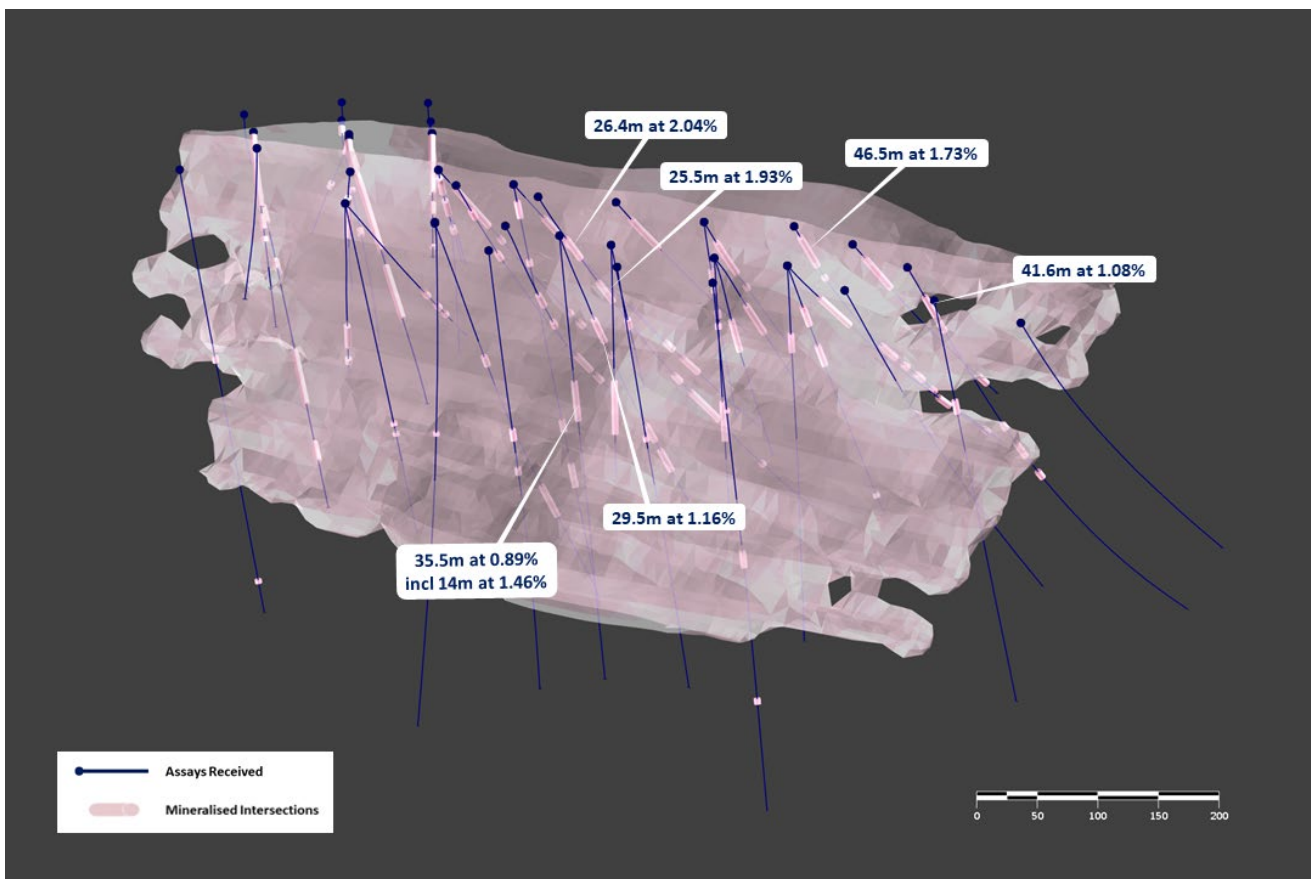 26.4m at 2.04%
25.5m at 1.93%
46.5m at 1.73%
41.6m at 1.08%
29.5m at 1.16%
35.5m at 0.89%
incl 14m at 1.46%
Assays Received
Mineralised Intersections
0 50 100 150 200